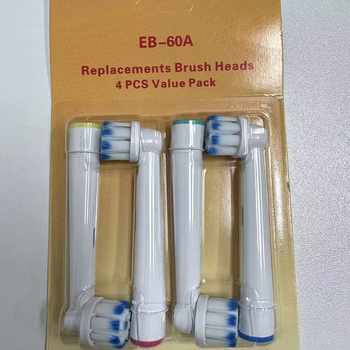 EB-60A
Replacements Brush Heads
4 PCS Value Pack